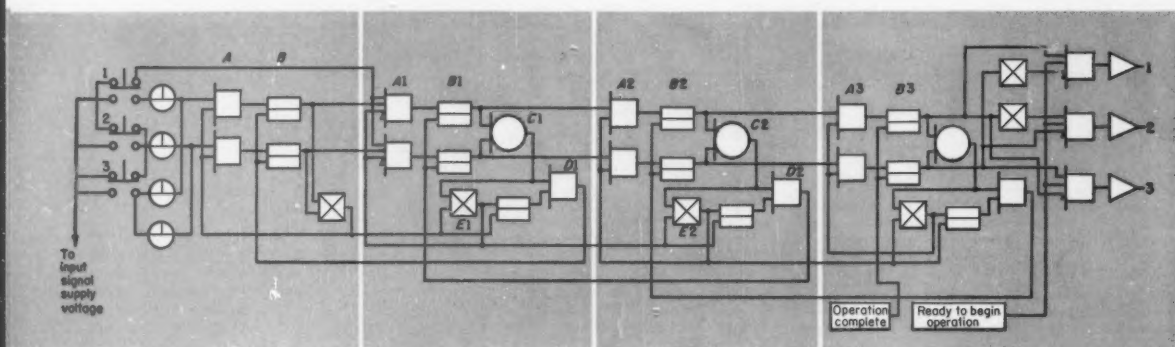 A B A1 B1 A2 B2 A3 B3
1
2
3
C1
C2
D1
D2
E1
E2
1
2
3
To
input
signal
supply
voltage
Operation
complete
Ready to begin
operation